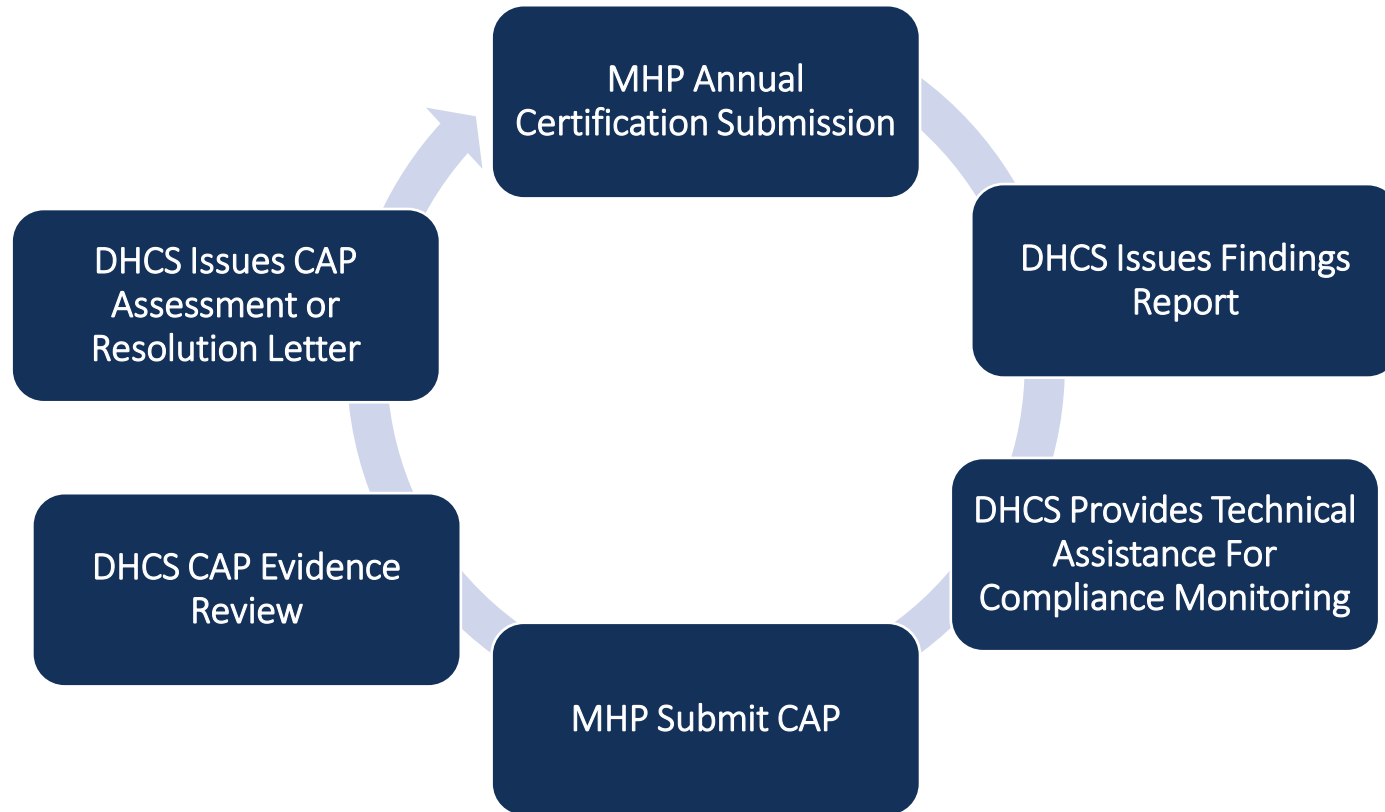 MHP Annual
Certification Submission
DHCS Issues Findings
Report
DHCS Provides Technical
Assistance For
Compliance Monitoring
MHP Submit CAP
DHCS CAP Evidence
Review
DHCS Issues CAP
Assessment or
Resolution Letter